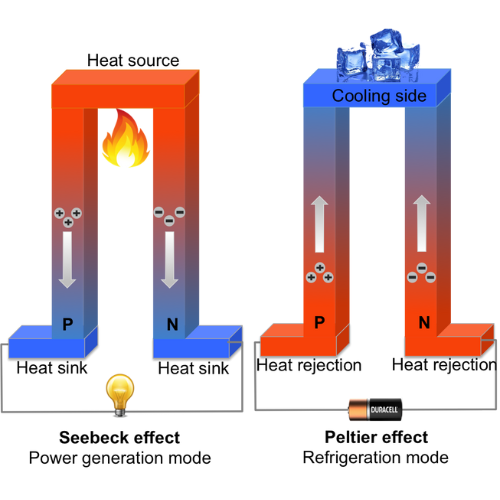 Heat source
P
N
Heat sink
Heat sink
Seebeck effect
Power generation mode
Cooling side
P
N
Heat rejection
Heat rejection
DURACELL
Peltier effect
Refrigeration mode